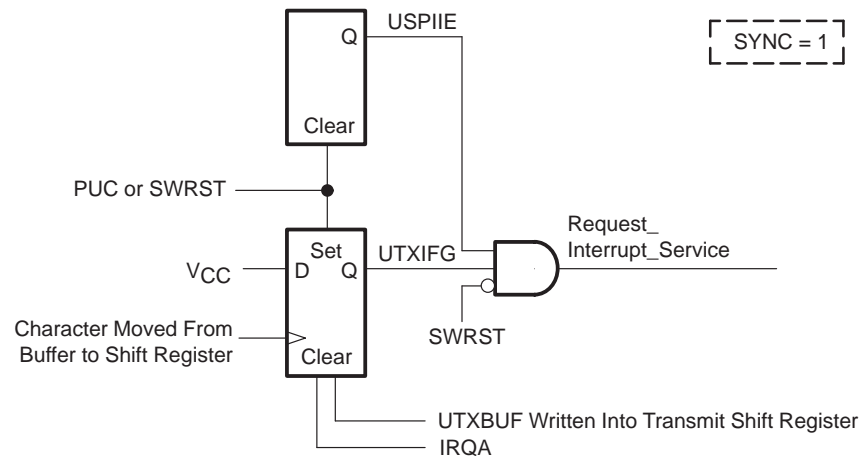 USPIIE
SYNC = 1
Q
Clear
PUC or SWRST
Set
Request_
Interrupt_Service
UTXIFG
VCC
D
Q
SWRST
Character Moved From
Buffer to Shift Register
Clear
UTXBUF Written Into Transmit Shift Register
IRQA